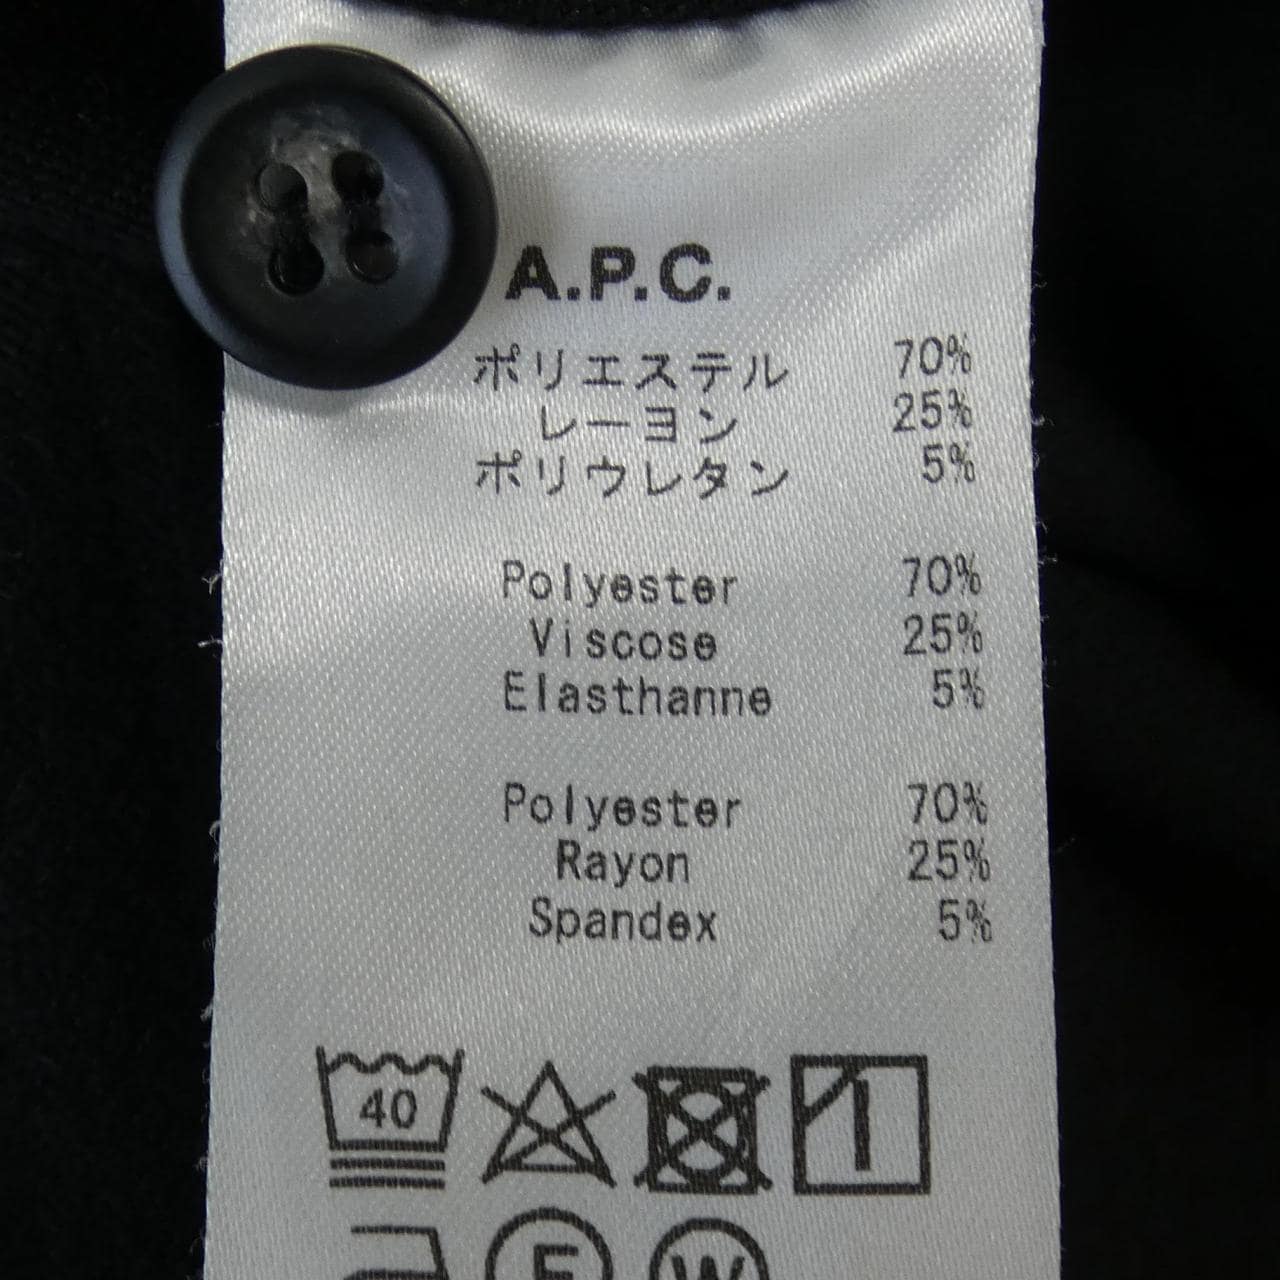 A.P.C.
ポリエステル 70%
レーヨン 25%
ポリウレタン 5%
Polyester 70%
Viscose 25%
Elasthanne 5%
Polyester 70%
Rayon 25%
Spandex 5%
40
F W